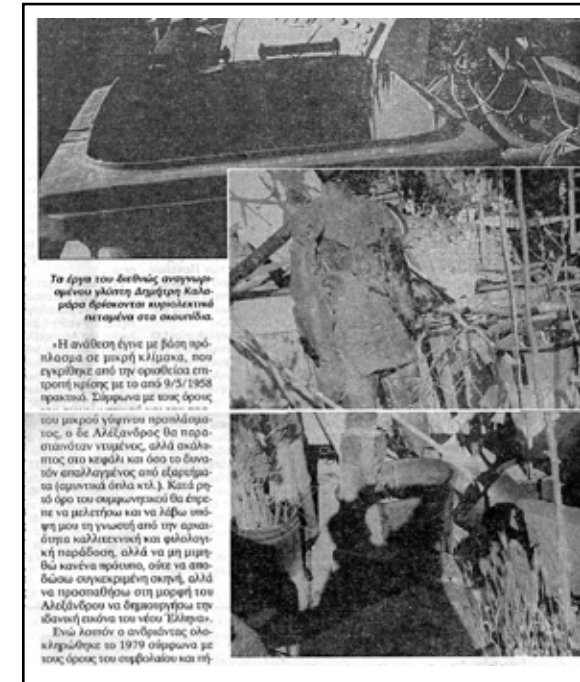 Τα έργα του διεθνώς αναγνωρι-
σμένου γλύπτη Δημήτρη Καλα-
μάρα βρίσκονται κυριολεκτικά
πεταμένα στα σκουπίδια.
»Η ανάθεση έγινε με βάση πρό-
πλασμα σε μικρή κλίμακα, που
εγκρίθηκε από την ορισθείσα επι-
τροπή κρίσης με το από 9/5/1958
πρακτικό. Σύμφωνα με τους όρους
του μικρού γύψινου προπλάσμα-
τος, ο δε Αλέξανδρος θα παρα-
σταινόταν ντυμένος, αλλά ακάλυ-
πτος στο κεφάλι και όσο το δυνα-
τόν απαλλαγμένος από εξαρτήμα-
τα (αμυντικά όπλα κτλ.). Κατά ρη-
τό όρο του συμφωνητικού θα έπρε-
πε να μελετήσω και να λάβω υπό-
ψη μου τη γνωστή από την αρχαι-
ότητα καλλιτεχνική και φιλολογι-
κή παράδοση, αλλά να μη μιμη-
θώ κανένα πρότυπο, ούτε να απο-
δώσω συγκεκριμένη σκηνή, αλλά
να προσπαθήσω στη μορφή του
Αλεξάνδρου να δημιουργήσω την
ιδανική εικόνα του νέου Έλληνα».
Ενώ λοιπόν ο ανδριάντας ολο-
κληρώθηκε το 1979 σύμφωνα με
τους όρους του συμβολαίου και πή-